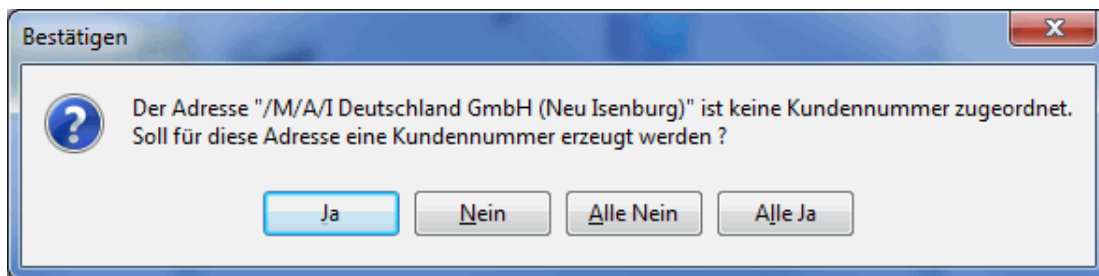 Bestätigen
x
Der Adresse "/M/A/I Deutschland GmbH (Neu Isenburg)" ist keine Kundennummer zugeordnet.
Soll für diese Adresse eine Kundennummer erzeugt werden ?
Ja Nein Alle Nein Alle Ja